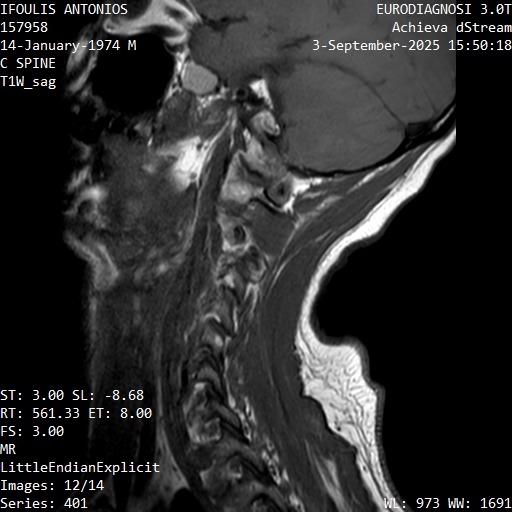 IFOULIS ANTONIOS
157958
14-January-1974 M
C SPINE
T1W_sag
EURODIAGNOSI 3.0T
Achieva dStream
3-September-2025 15:50:18
ST: 3.00 SL: -8.68
RT: 561.33 ET: 8.00
FS: 3.00
MR
LittleEndianExplicit
Images: 12/14
Series: 401
WL: 973 WW: 1691